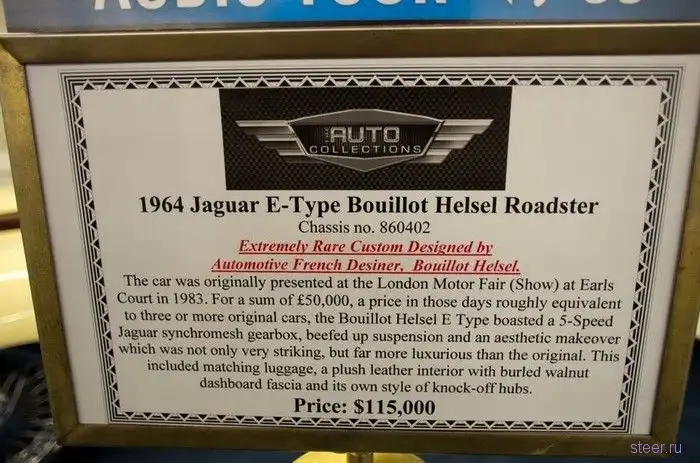 AUDIO TOUR
THE AUTO
COLLECTIONS
1964 Jaguar E-Type Bouillot Helsel Roadster
Chassis no. 860402
Extremely Rare Custom Designed by
Automotive French Desiner, Bouillot Helsel.
The car was originally presented at the London Motor Fair (Show) at Earls
Court in 1983. For a sum of £50,000, a price in those days roughly equivalent
to three or more original cars, the Bouillot Helsel E Type boasted a 5-Speed
Jaguar synchromesh gearbox, beefed up suspension and an aesthetic makeover
which was not only very striking, but far more luxurious than the original. This
included matching luggage, a plush leather interior with burled walnut
dashboard fascia and its own style of knock-off hubs.
Price: $115,000
steer.ru